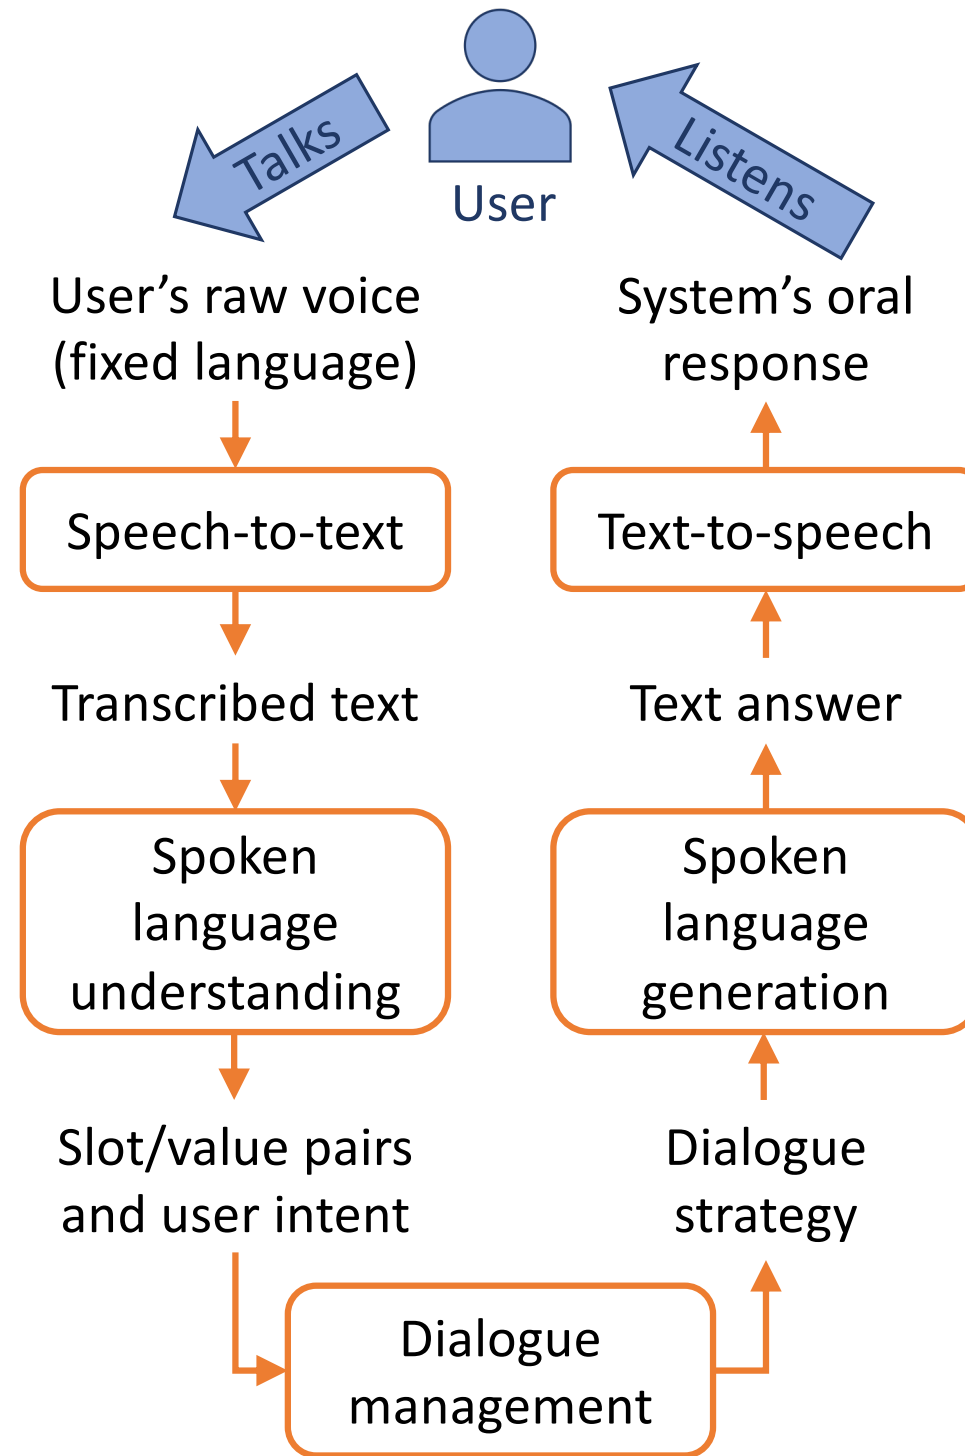 Talks
Listens
User
User’s raw voice
(fixed language)
Speech-to-text
Transcribed text
Spoken
language
understanding
Slot/value pairs
and user intent
Dialogue
management
Dialogue
strategy
Spoken
language
generation
Text answer
Text-to-speech
System’s oral
response